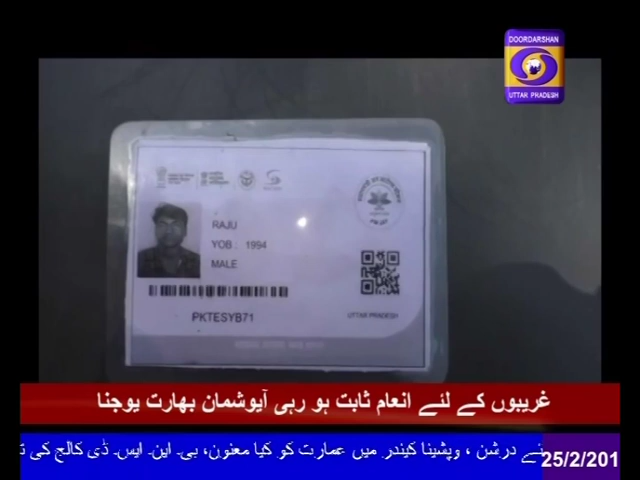 DOORDARSHAN
UTTAR PRADESH
RAJU
YOB : 1994
MALE
PKTESYB71
UTTAR PRADESH
غریبوں کے لئے انعام ثابت ہو رہی آیوشمان بھارت یوجنا
نے درشن ، وپشینا کیندر میں عمارت کو کیا معنون، بی۔ این۔ ایس۔ ڈی کالج کی
25/2/201